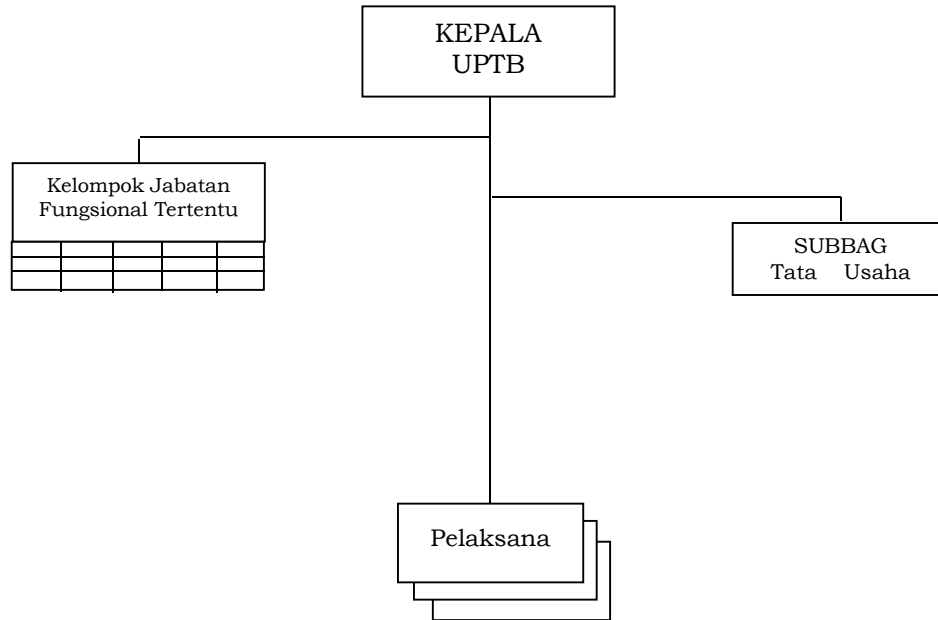 KEPALA
UPTB
Kelompok Jabatan
Fungsional Tertentu
SUBBAG
Tata Usaha
Pelaksana